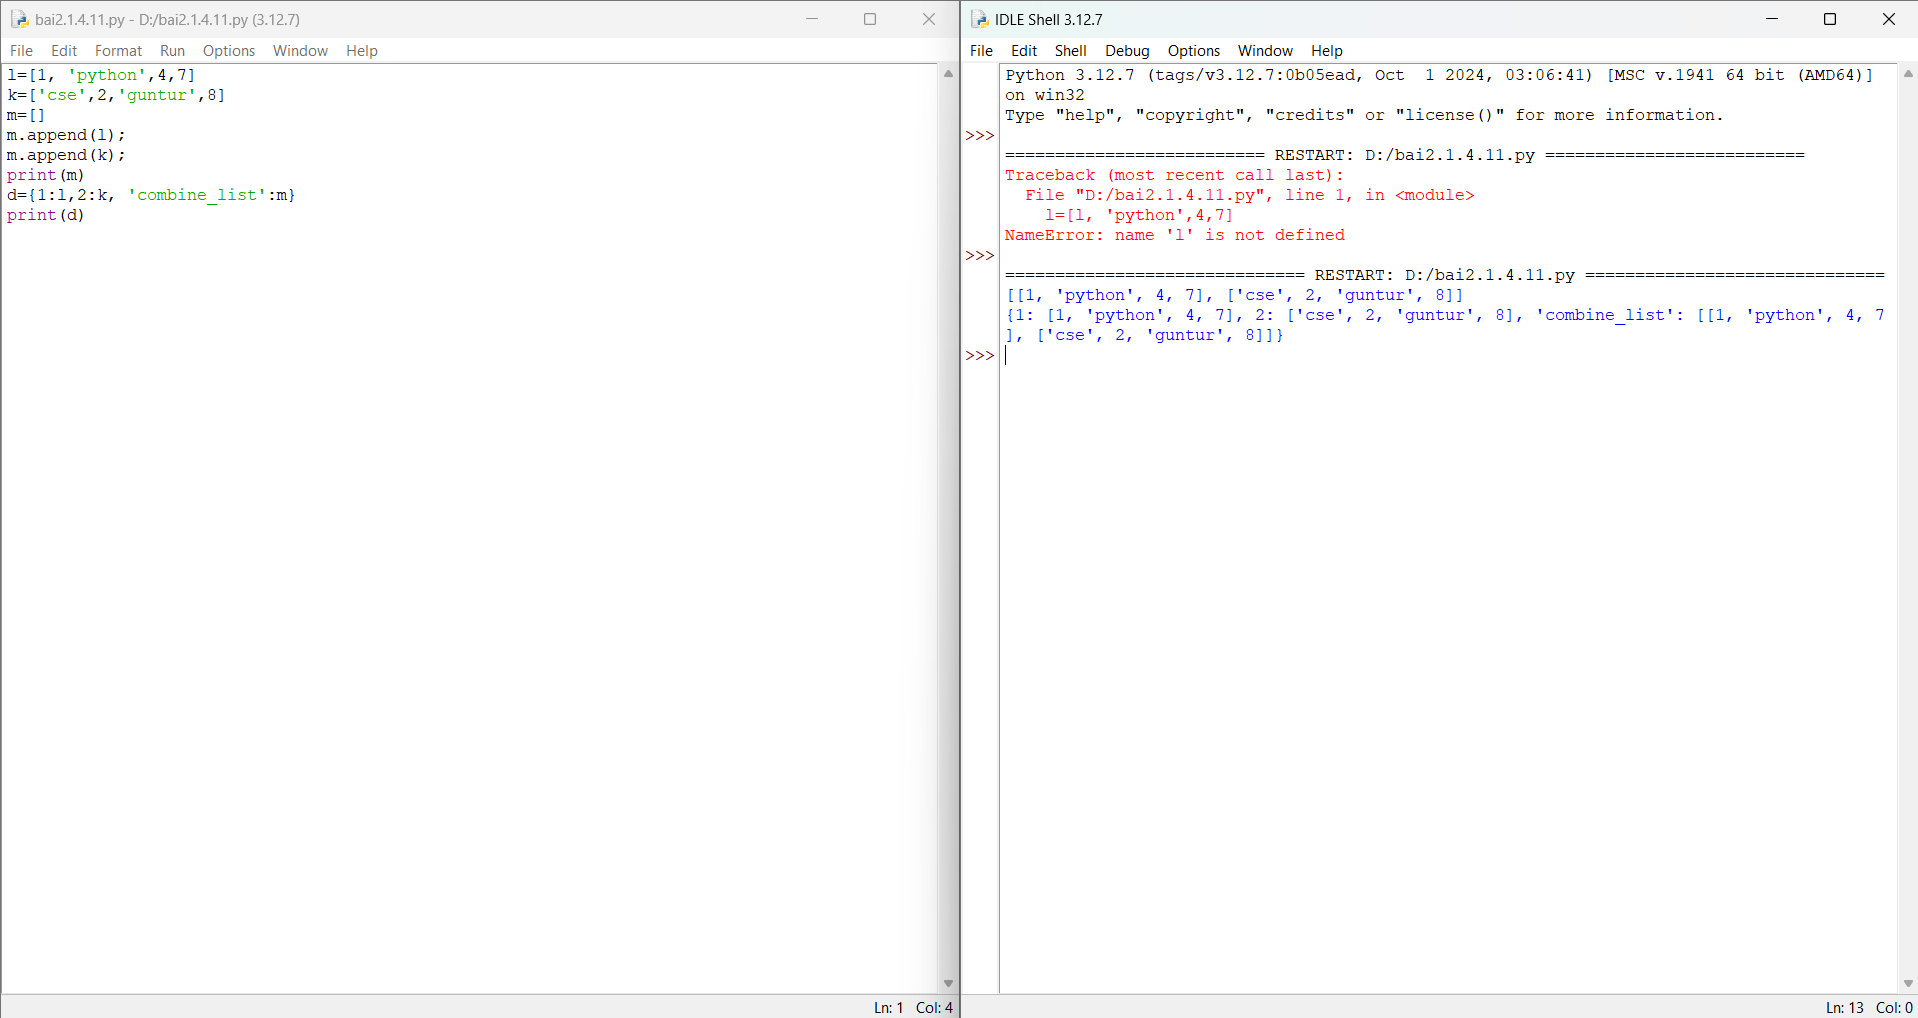 bai2.1.4.11.py - D:/bai2.1.4.11.py (3.12.7)
File Edit Format Run Options Window Help
l=[1, 'python',4,7]
k=['cse',2,'guntur',8]
m=[]
m.append(l);
m.append(k);
print(m)
d={1:l,2:k, 'combine_list':m}
print(d)
Ln: 1 Col: 4
IDLE Shell 3.12.7
File Edit Shell Debug Options Window Help
Python 3.12.7 (tags/v3.12.7:0b05ead, Oct  1 2024, 03:06:41) [MSC v.1941 64 bit (AMD64)]
on win32
Type "help", "copyright", "credits" or "license()" for more information.
>>>
========================== RESTART: D:/bai2.1.4.11.py ==========================
Traceback (most recent call last):
  File "D:/bai2.1.4.11.py", line 1, in <module>
    l=[l, 'python',4,7]
NameError: name 'l' is not defined
>>>
============================== RESTART: D:/bai2.1.4.11.py ==============================
[[1, 'python', 4, 7], ['cse', 2, 'guntur', 8]]
{1: [1, 'python', 4, 7], 2: ['cse', 2, 'guntur', 8], 'combine_list': [[1, 'python', 4, 7
], ['cse', 2, 'guntur', 8]]}
>>>
Ln: 13 Col: 0